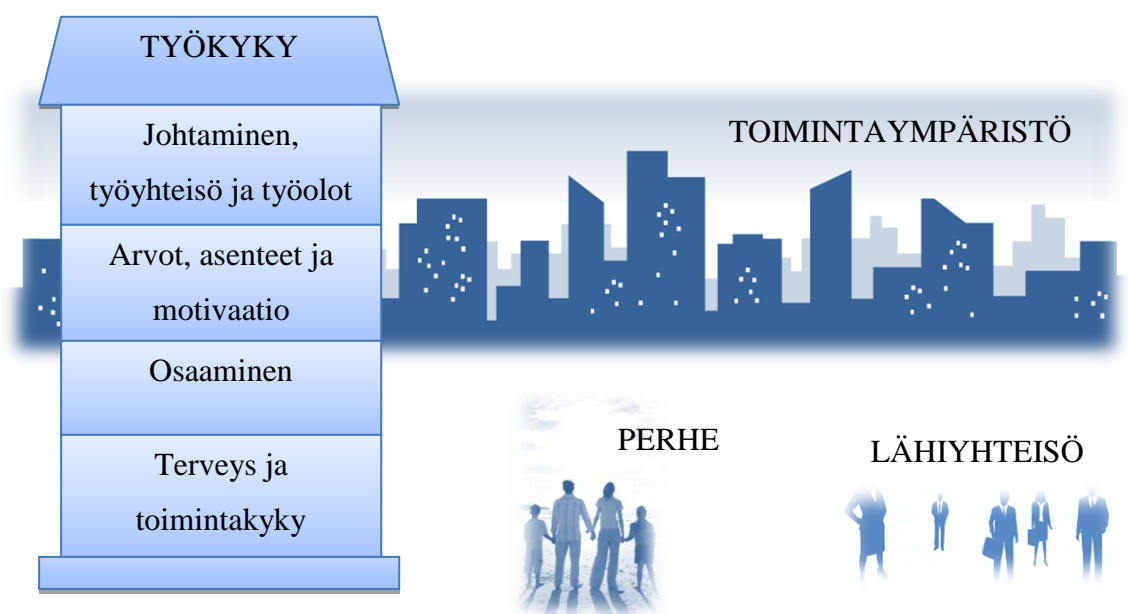 TYÖKYKY
Johtaminen,
työyhteisö ja työolot
Arvot, asenteet ja
motivaatio
Osaaminen
Terveys ja
toimintakyky
TOIMINTAYMPÄRISTÖ
PERHE
LÄHIYHTEISÖ